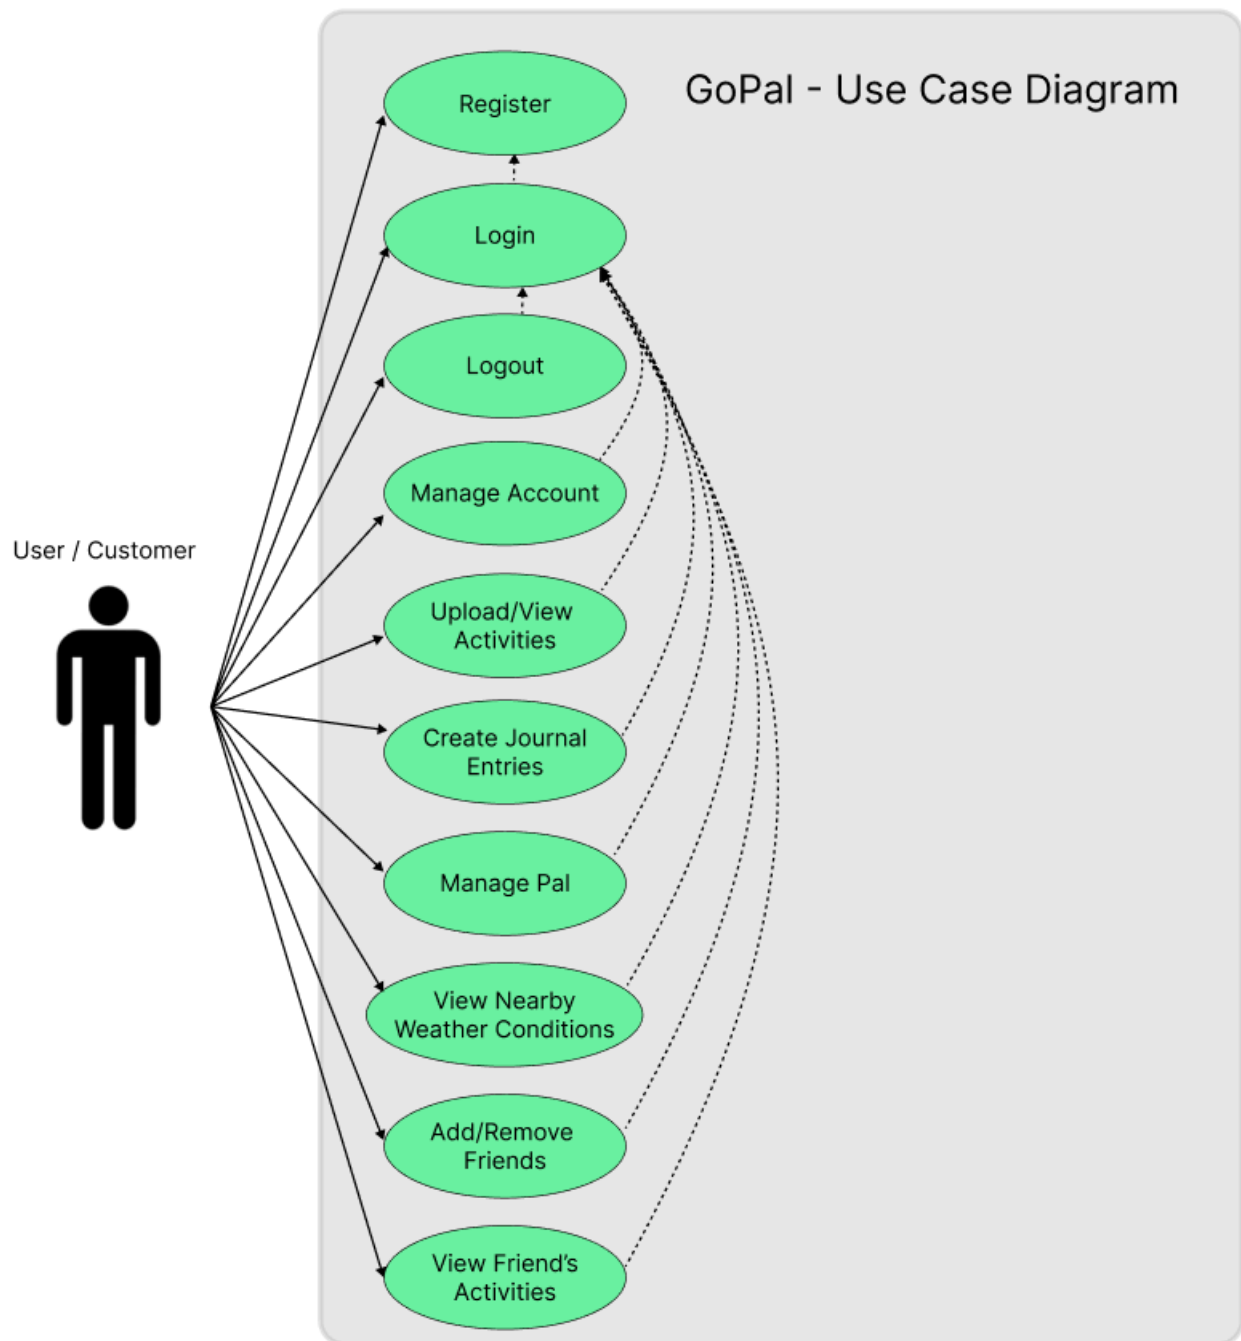 GoPal - Use Case Diagram
Register
Login
Logout
Manage Account
User / Customer
Upload/View
Activities
Create Journal
Entries
Manage Pal
View Nearby
Weather Conditions
Add/Remove
Friends
View Friend’s
Activities